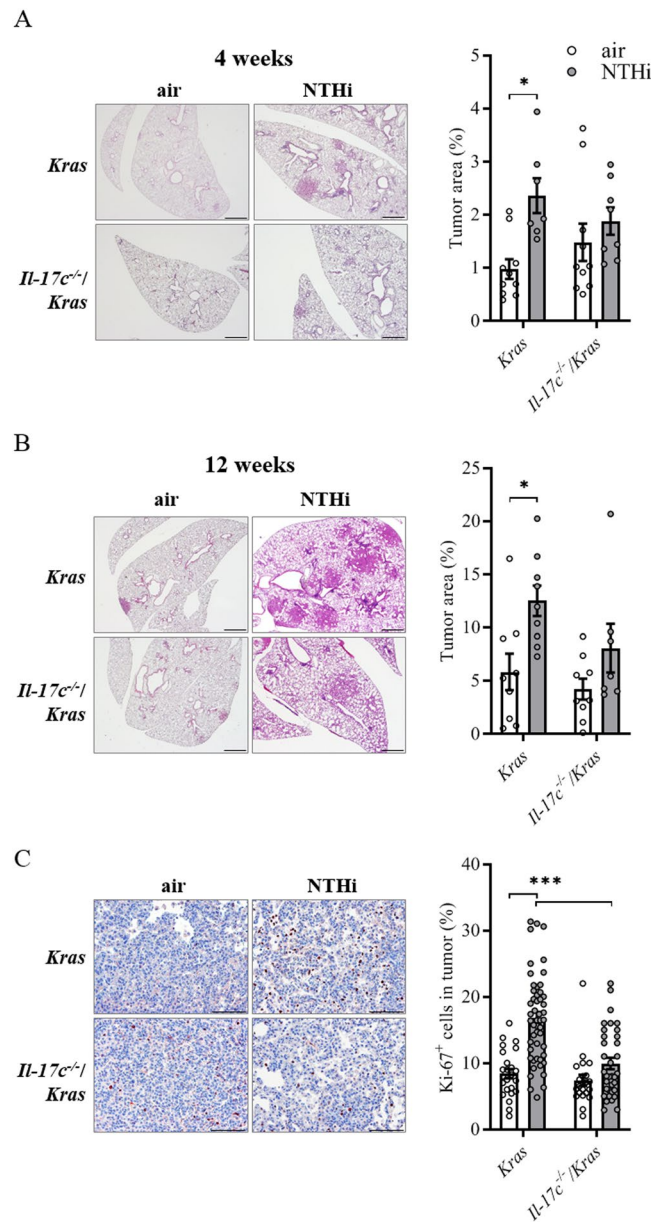 A
4 weeks
air
NTHi
Kras
Il-17c-/-/
Kras
5
4
3
2
1
0
Tumor area (%)
*
air
NTHi
Kras
Il-17c-/-/Kras
B
12 weeks
air
NTHi
Kras
Il-17c-/-/
Kras
25
20
15
10
5
0
Tumor area (%)
*
Kras
Il-17c-/-/Kras
C
air
NTHi
Kras
Il-17c-/-/
Kras
40
30
20
10
0
Ki-67+ cells in tumor (%)
***
Kras
Il-17c-/-/Kras